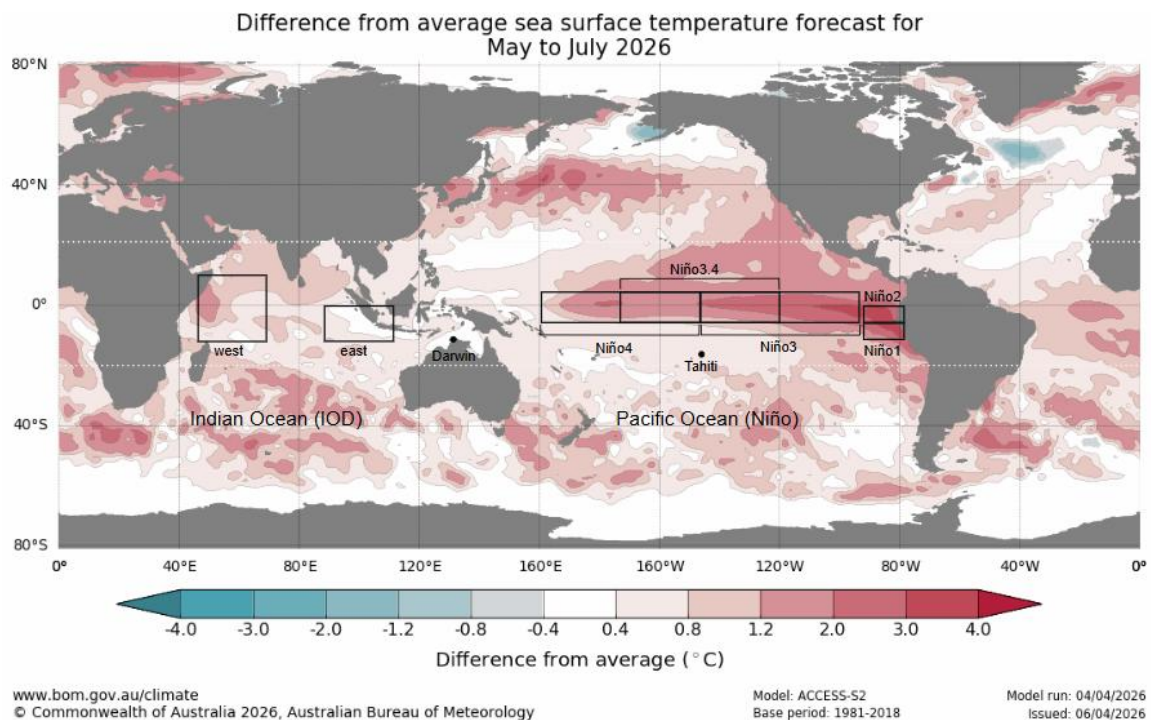 Difference from average sea surface temperature forecast for
May to July 2026
80°N
40°N
0°
40°S
80°S
Niño3.4
Niño2
west
east
Darwin
Niño4
Tahiti
Niño3
Niño1
Indian Ocean (IOD)
Pacific Ocean (Niño)
0° 40°E 80°E 120°E 160°E 160°W 120°W 80°W 40°W 0°
-4.0 -3.0 -2.0 -1.2 -0.8 -0.4 0.4 0.8 1.2 2.0 3.0 4.0
Difference from average (°C)
www.bom.gov.au/climate
© Commonwealth of Australia 2026, Australian Bureau of Meteorology
Model: ACCESS-S2
Base period: 1981-2018
Model run: 04/04/2026
Issued: 06/04/2026